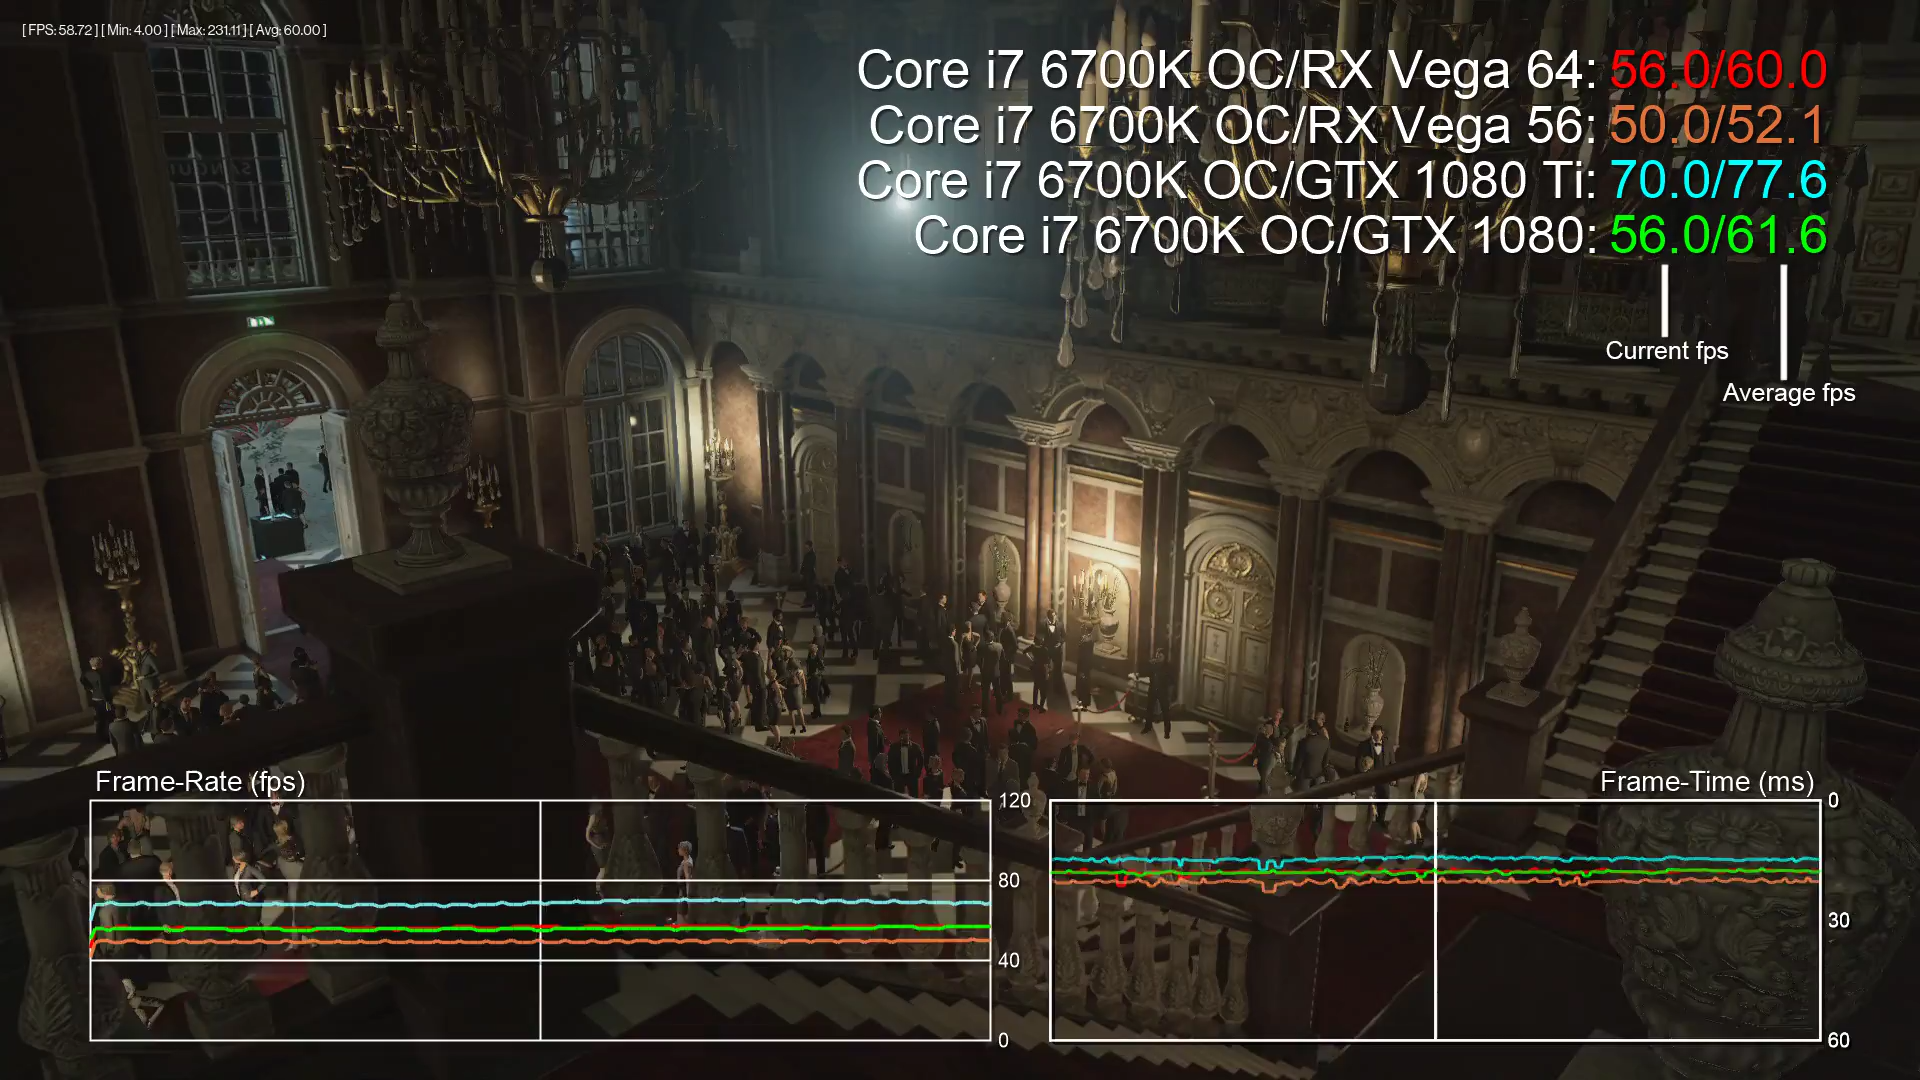 [ FPS: 58.72 ] [ Min: 4.00 ] [ Max: 231.11 ] [ Avg: 60.00 ]
Core i7 6700K OC/RX Vega 64: 56.0/60.0
Core i7 6700K OC/RX Vega 56: 50.0/52.1
Core i7 6700K OC/GTX 1080 Ti: 70.0/77.6
Core i7 6700K OC/GTX 1080: 56.0/61.6
Current fps
Average fps
Frame-Rate (fps)
120
80
40
0
Frame-Time (ms)
0
30
60